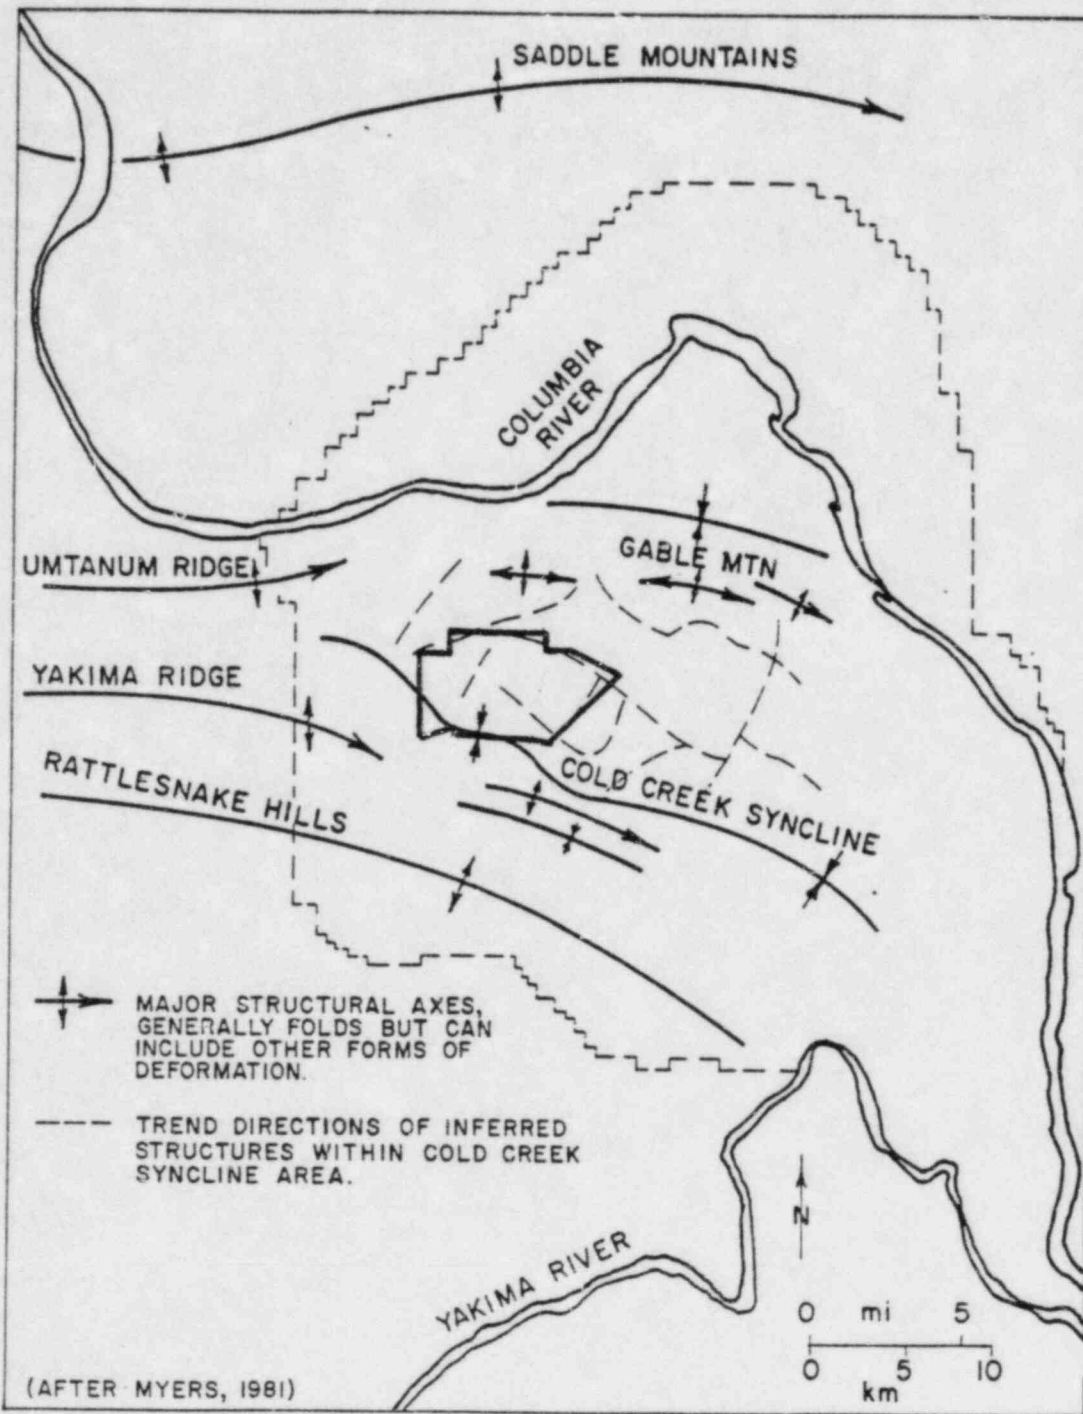 SADDLE MOUNTAINS
COLUMBIA
RIVER
UMTANUM RIDGE
GABLE MTN
YAKIMA RIDGE
RATTLESNAKE HILLS
COLD CREEK SYNCLINE
MAJOR STRUCTURAL AXES,
GENERALLY FOLDS BUT CAN
INCLUDE OTHER FORMS OF
DEFORMATION.
TREND DIRECTIONS OF INFERRED
STRUCTURES WITHIN COLD CREEK
SYNCLINE AREA.
N
YAKIMA RIVER
0 mi 5
0 5 10
km
(AFTER MYERS, 1981)